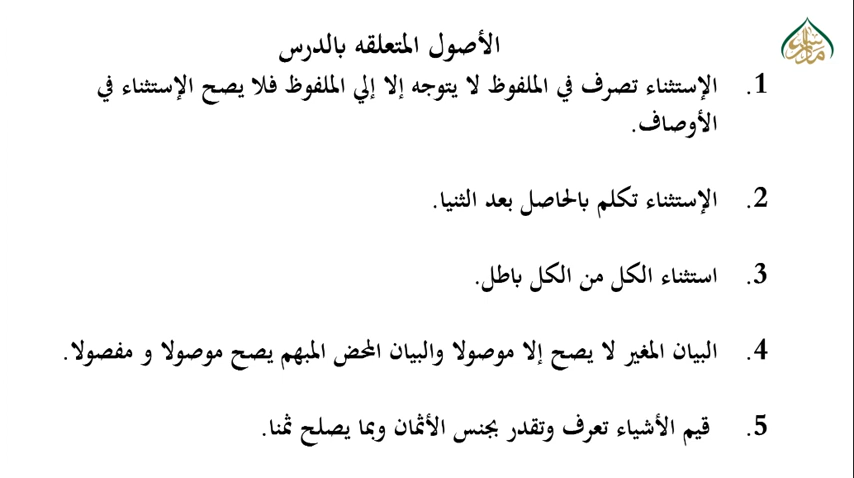 الأصول المتعلقه بالدرس
1. الإستثناء تصرف في الملفوظ لا يتوجه إلا إلي الملفوظ فلا يصح الإستثناء في
الأوصاف.
2. الإستثناء تكلم بالحاصل بعد الثنيا.
3. استثناء الكل من الكل باطل.
4. البيان المغير لا يصح إلا موصولا والبيان المحض المبهم يصح موصولا و مفصولا.
5. قيم الأشياء تعرف وتقدر بجنس الأثمان وبما يصلح ثمنا.